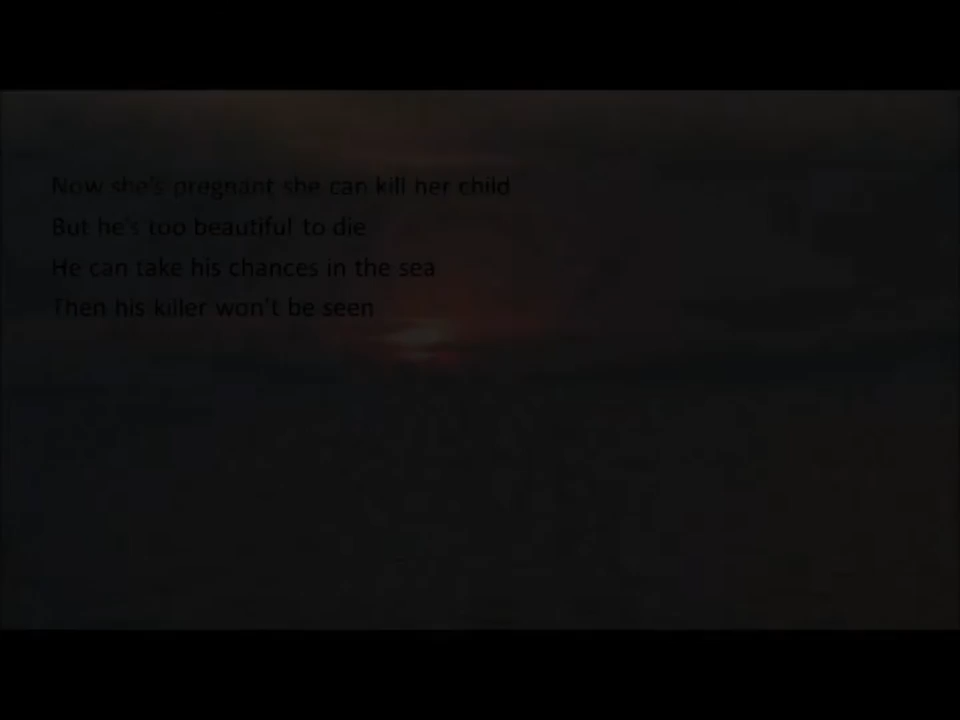 Now she's pregnant she can kill her child
But he's too beautiful to die
He can take his chances in the sea
Then his killer won't be seen